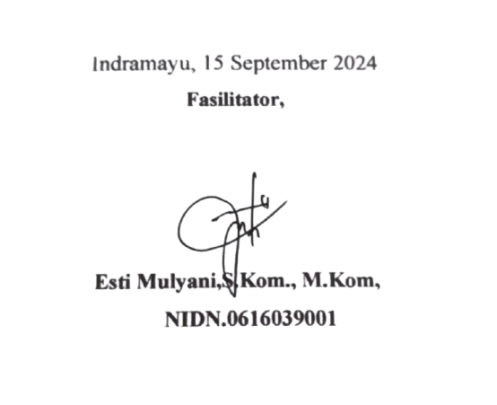 Indramayu, 15 September 2024
Fasilitator,
Esti Mulyani,S.Kom., M.Kom,
NIDN.0616039001